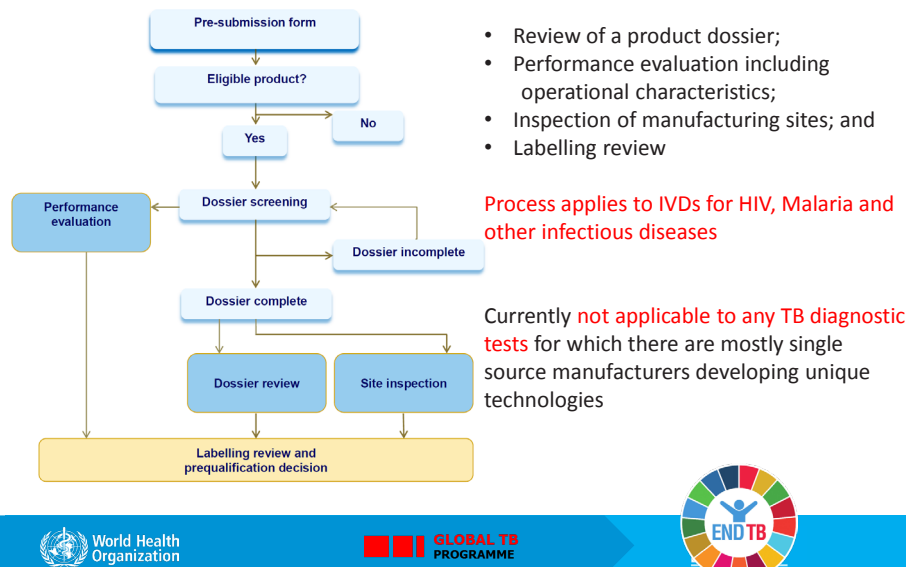 Pre-submission form
Eligible product?
No
Yes
Dossier screening
Performance
evaluation
Dossier incomplete
Dossier complete
Dossier review
Site inspection
Labelling review and
prequalification decision
• Review of a product dossier;
• Performance evaluation including
operational characteristics;
• Inspection of manufacturing sites; and
• Labelling review
Process applies to IVDs for HIV, Malaria and
other infectious diseases
Currently not applicable to any TB diagnostic
tests for which there are mostly single
source manufacturers developing unique
technologies
World Health
Organization
GLOBAL TB
PROGRAMME
END TB